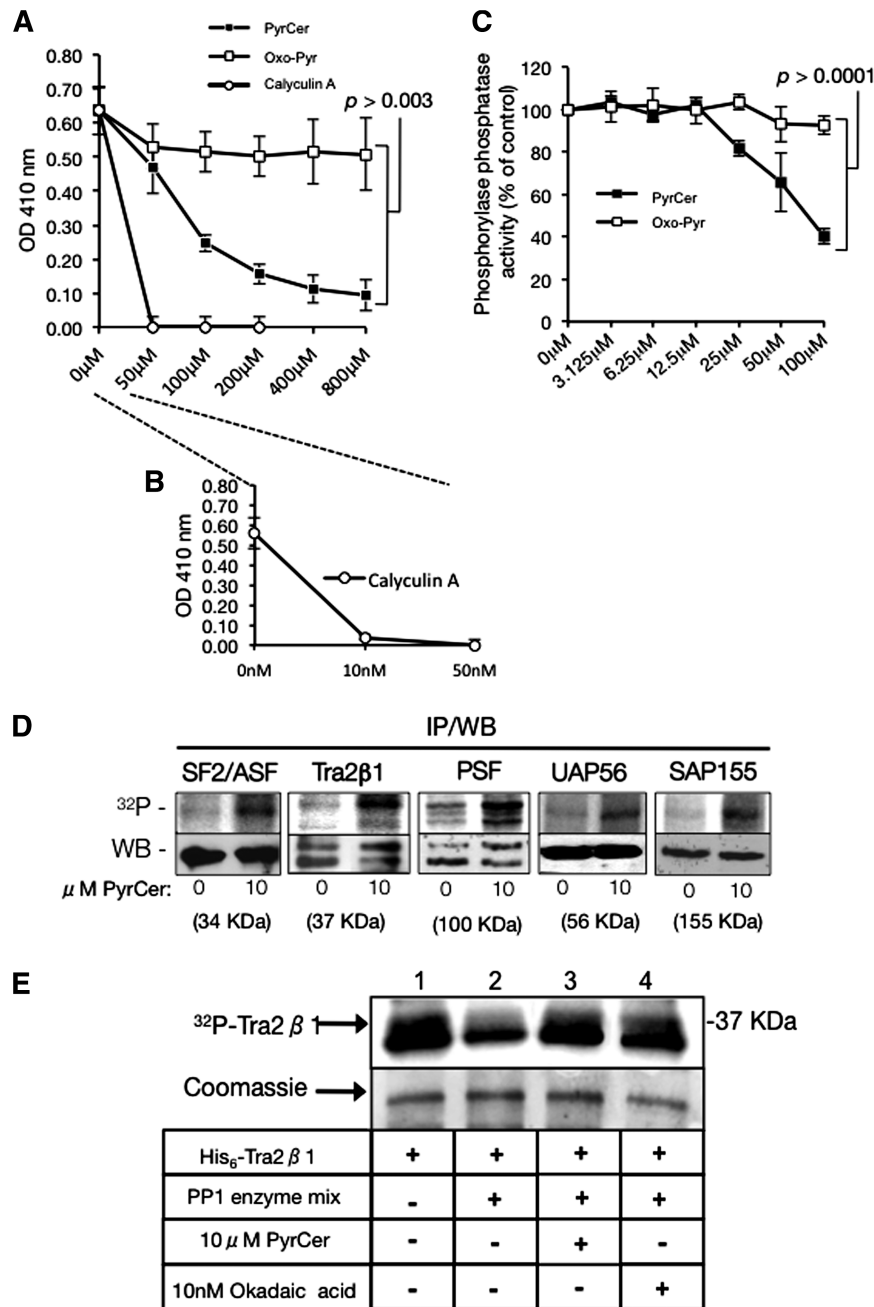 A
PyrCer
Oxo-Pyr
Calyculin A
0.80
0.70
0.60
0.50
0.40
0.30
0.20
0.10
0.00
OD 410 nm
p > 0.003
0μM
50μM
100μM
200μM
400μM
800μM
C
120
100
80
60
40
20
0
Phosphorylase phosphatase
activity (% of control)
p > 0.0001
PyrCer
Oxo-Pyr
0μM
3.125μM
6.25μM
12.5μM
25μM
50μM
100μM
B
0.80
0.70
0.60
0.50
0.40
0.30
0.20
0.10
0.00
OD 410 nm
Calyculin A
0nM
10nM
50nM
D
IP/WB
SF2/ASF Tra2β1 PSF UAP56 SAP155
32P -
WB -
μM PyrCer: 0 10 0 10 0 10 0 10 0 10
(34 KDa) (37 KDa) (100 KDa) (56 KDa) (155 KDa)
E
1 2 3 4
32P-Tra2β1
-37 KDa
Coomassie
His6-Tra2β1 + + + +
PP1 enzyme mix - + + +
10μM PyrCer - - + -
10nM Okadaic acid - - - +